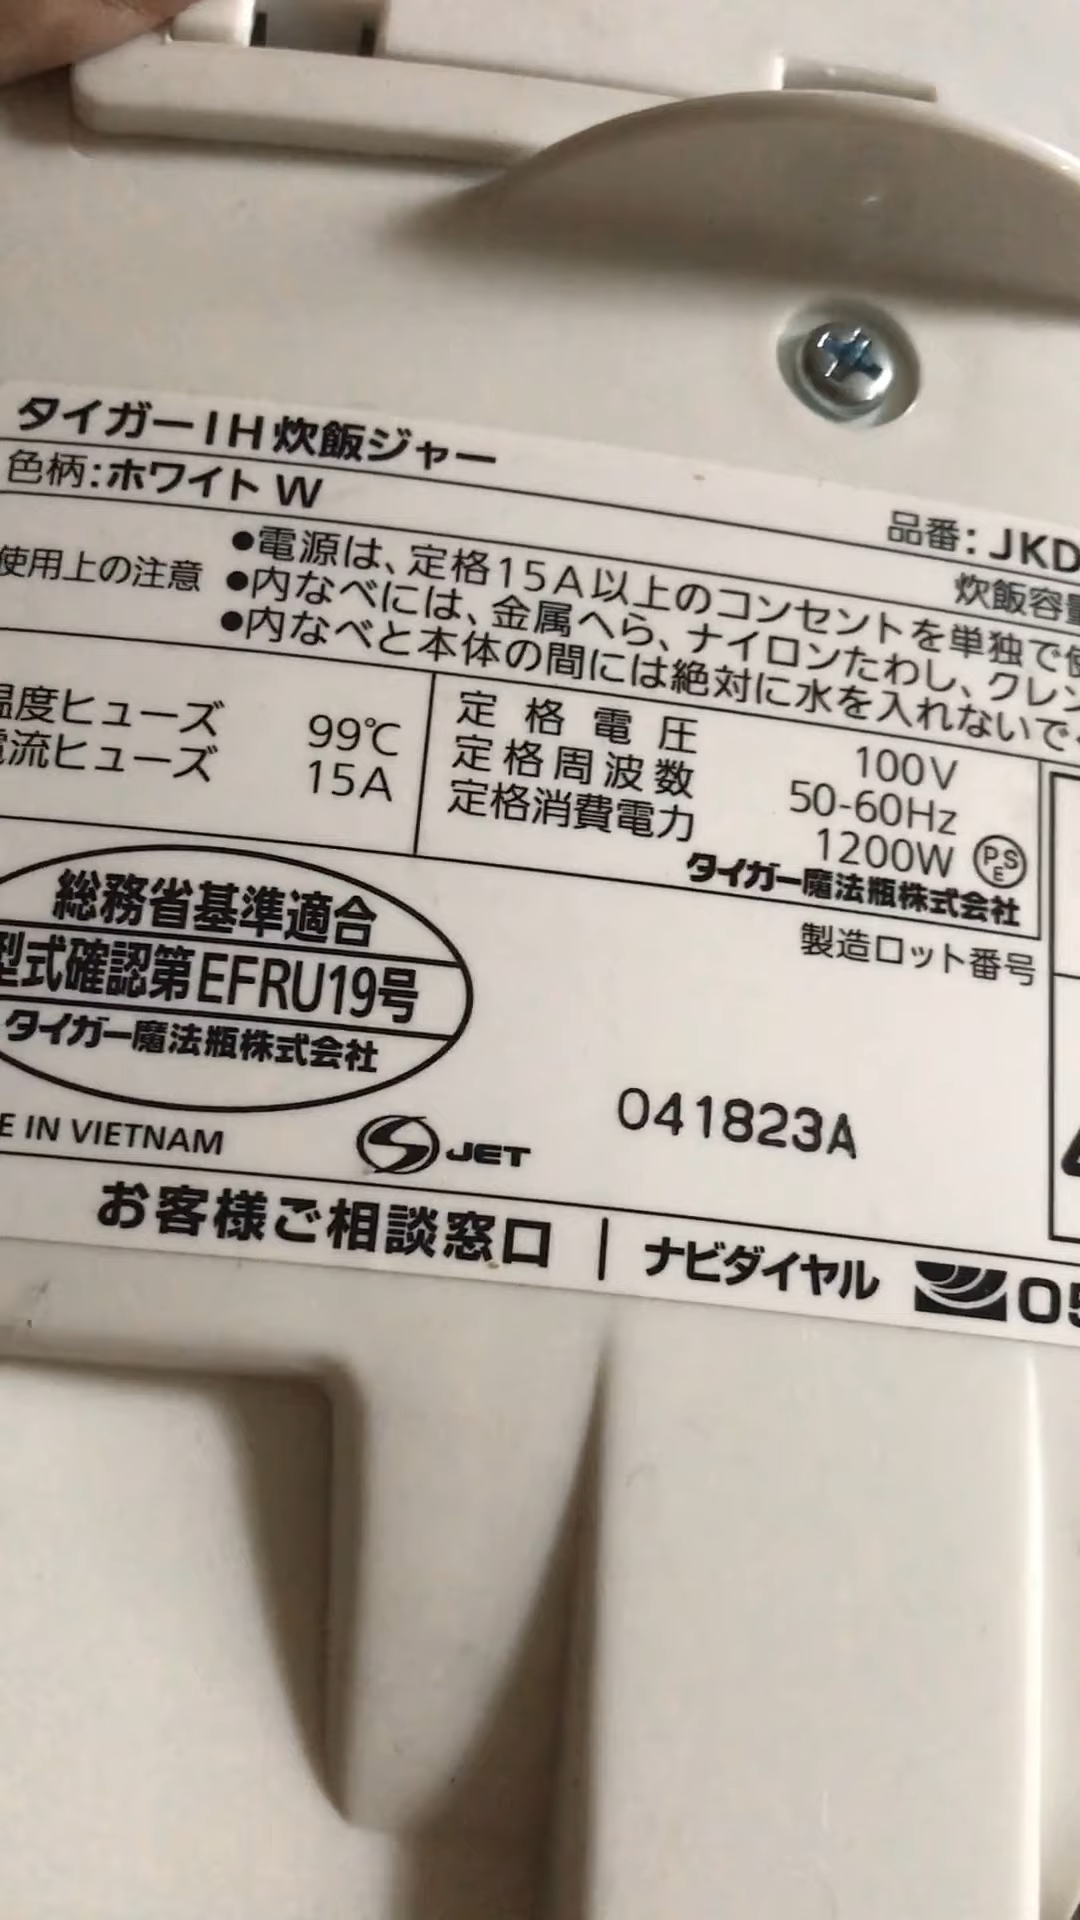 タイガーIH炊飯ジャー
色柄:ホワイト W
品番: JKD
炊飯容量
使用上の注意
●電源は、定格15A以上のコンセントを単独で使
●内なべには、金属へら、ナイロンたわし、クレン
●内なべと本体の間には絶対に水を入れないで
温度ヒューズ 99℃
電流ヒューズ 15A
定格電圧 100V
定格周波数 50-60Hz
定格消費電力 1200W
PSE
タイガー魔法瓶株式会社
製造ロット番号
総務省基準適合
型式確認第EFRU19号
タイガー魔法瓶株式会社
041823A
E IN VIETNAM
S JET
お客様ご相談窓口 | ナビダイヤル 05